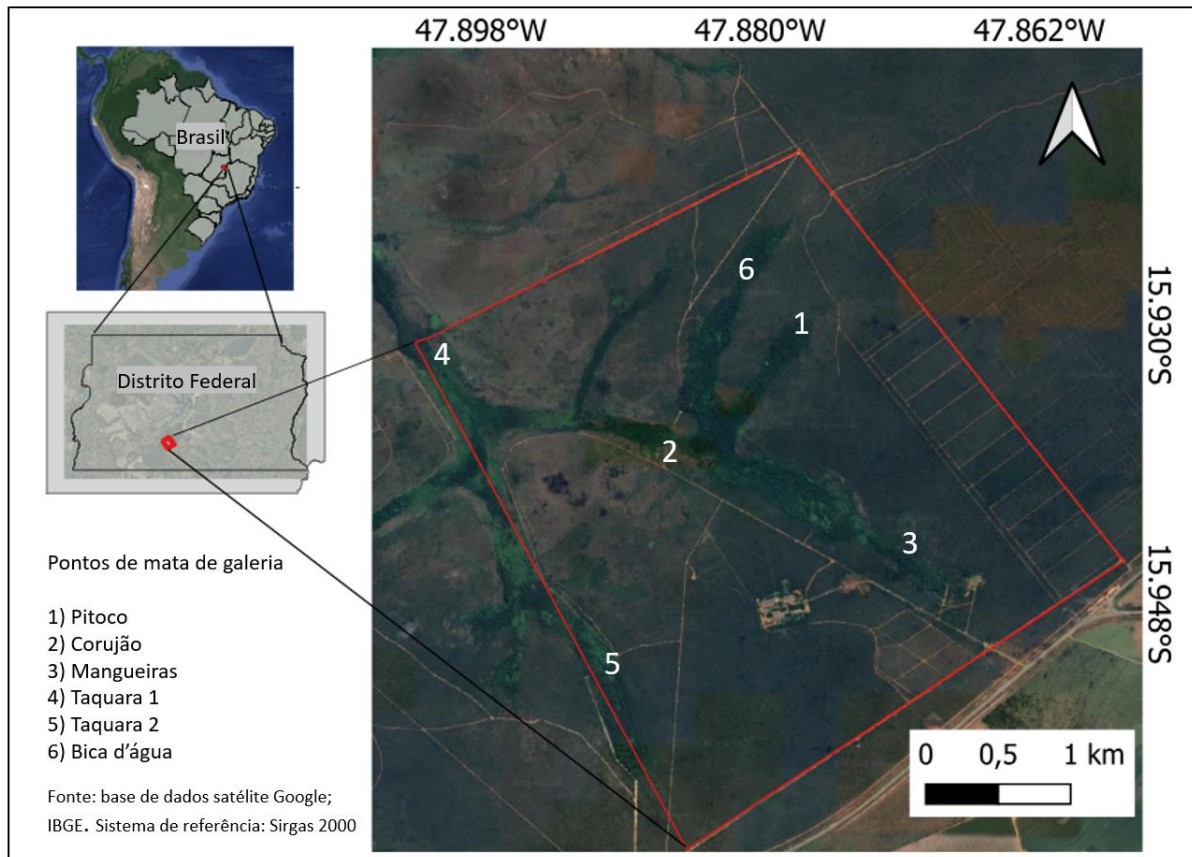 47.898°W 47.880°W 47.862°W
Brasil
Distrito Federal
Pontos de mata de galeria
1) Pitoco
2) Corujão
3) Mangueiras
4) Taquara 1
5) Taquara 2
6) Bica d’água
Fonte: base de dados satélite Google;
IBGE. Sistema de referência: Sirgas 2000
6
1
4
2
3
5
15.930°S
15.948°S
0 0,5 1 km